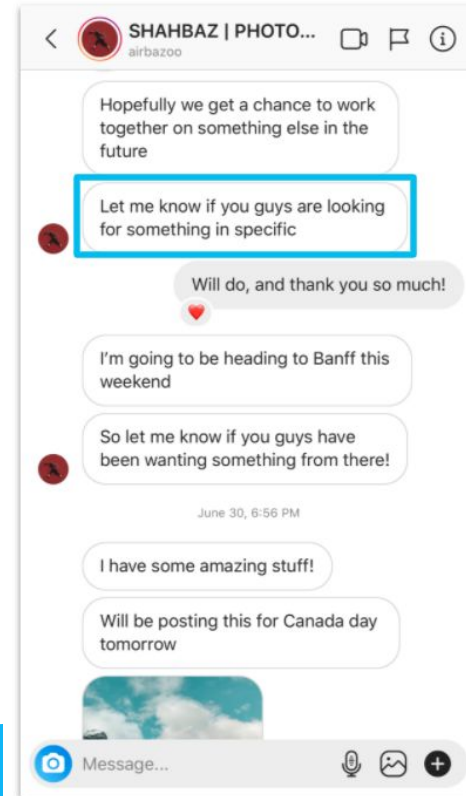 SHAHBAZ | PHOTO...
airbazoo
Hopefully we get a chance to work
together on something else in the
future
Let me know if you guys are looking
for something in specific
Will do, and thank you so much!
I'm going to be heading to Banff this
weekend
So let me know if you guys have
been wanting something from there!
June 30, 6:56 PM
I have some amazing stuff!
Will be posting this for Canada day
tomorrow
Message...